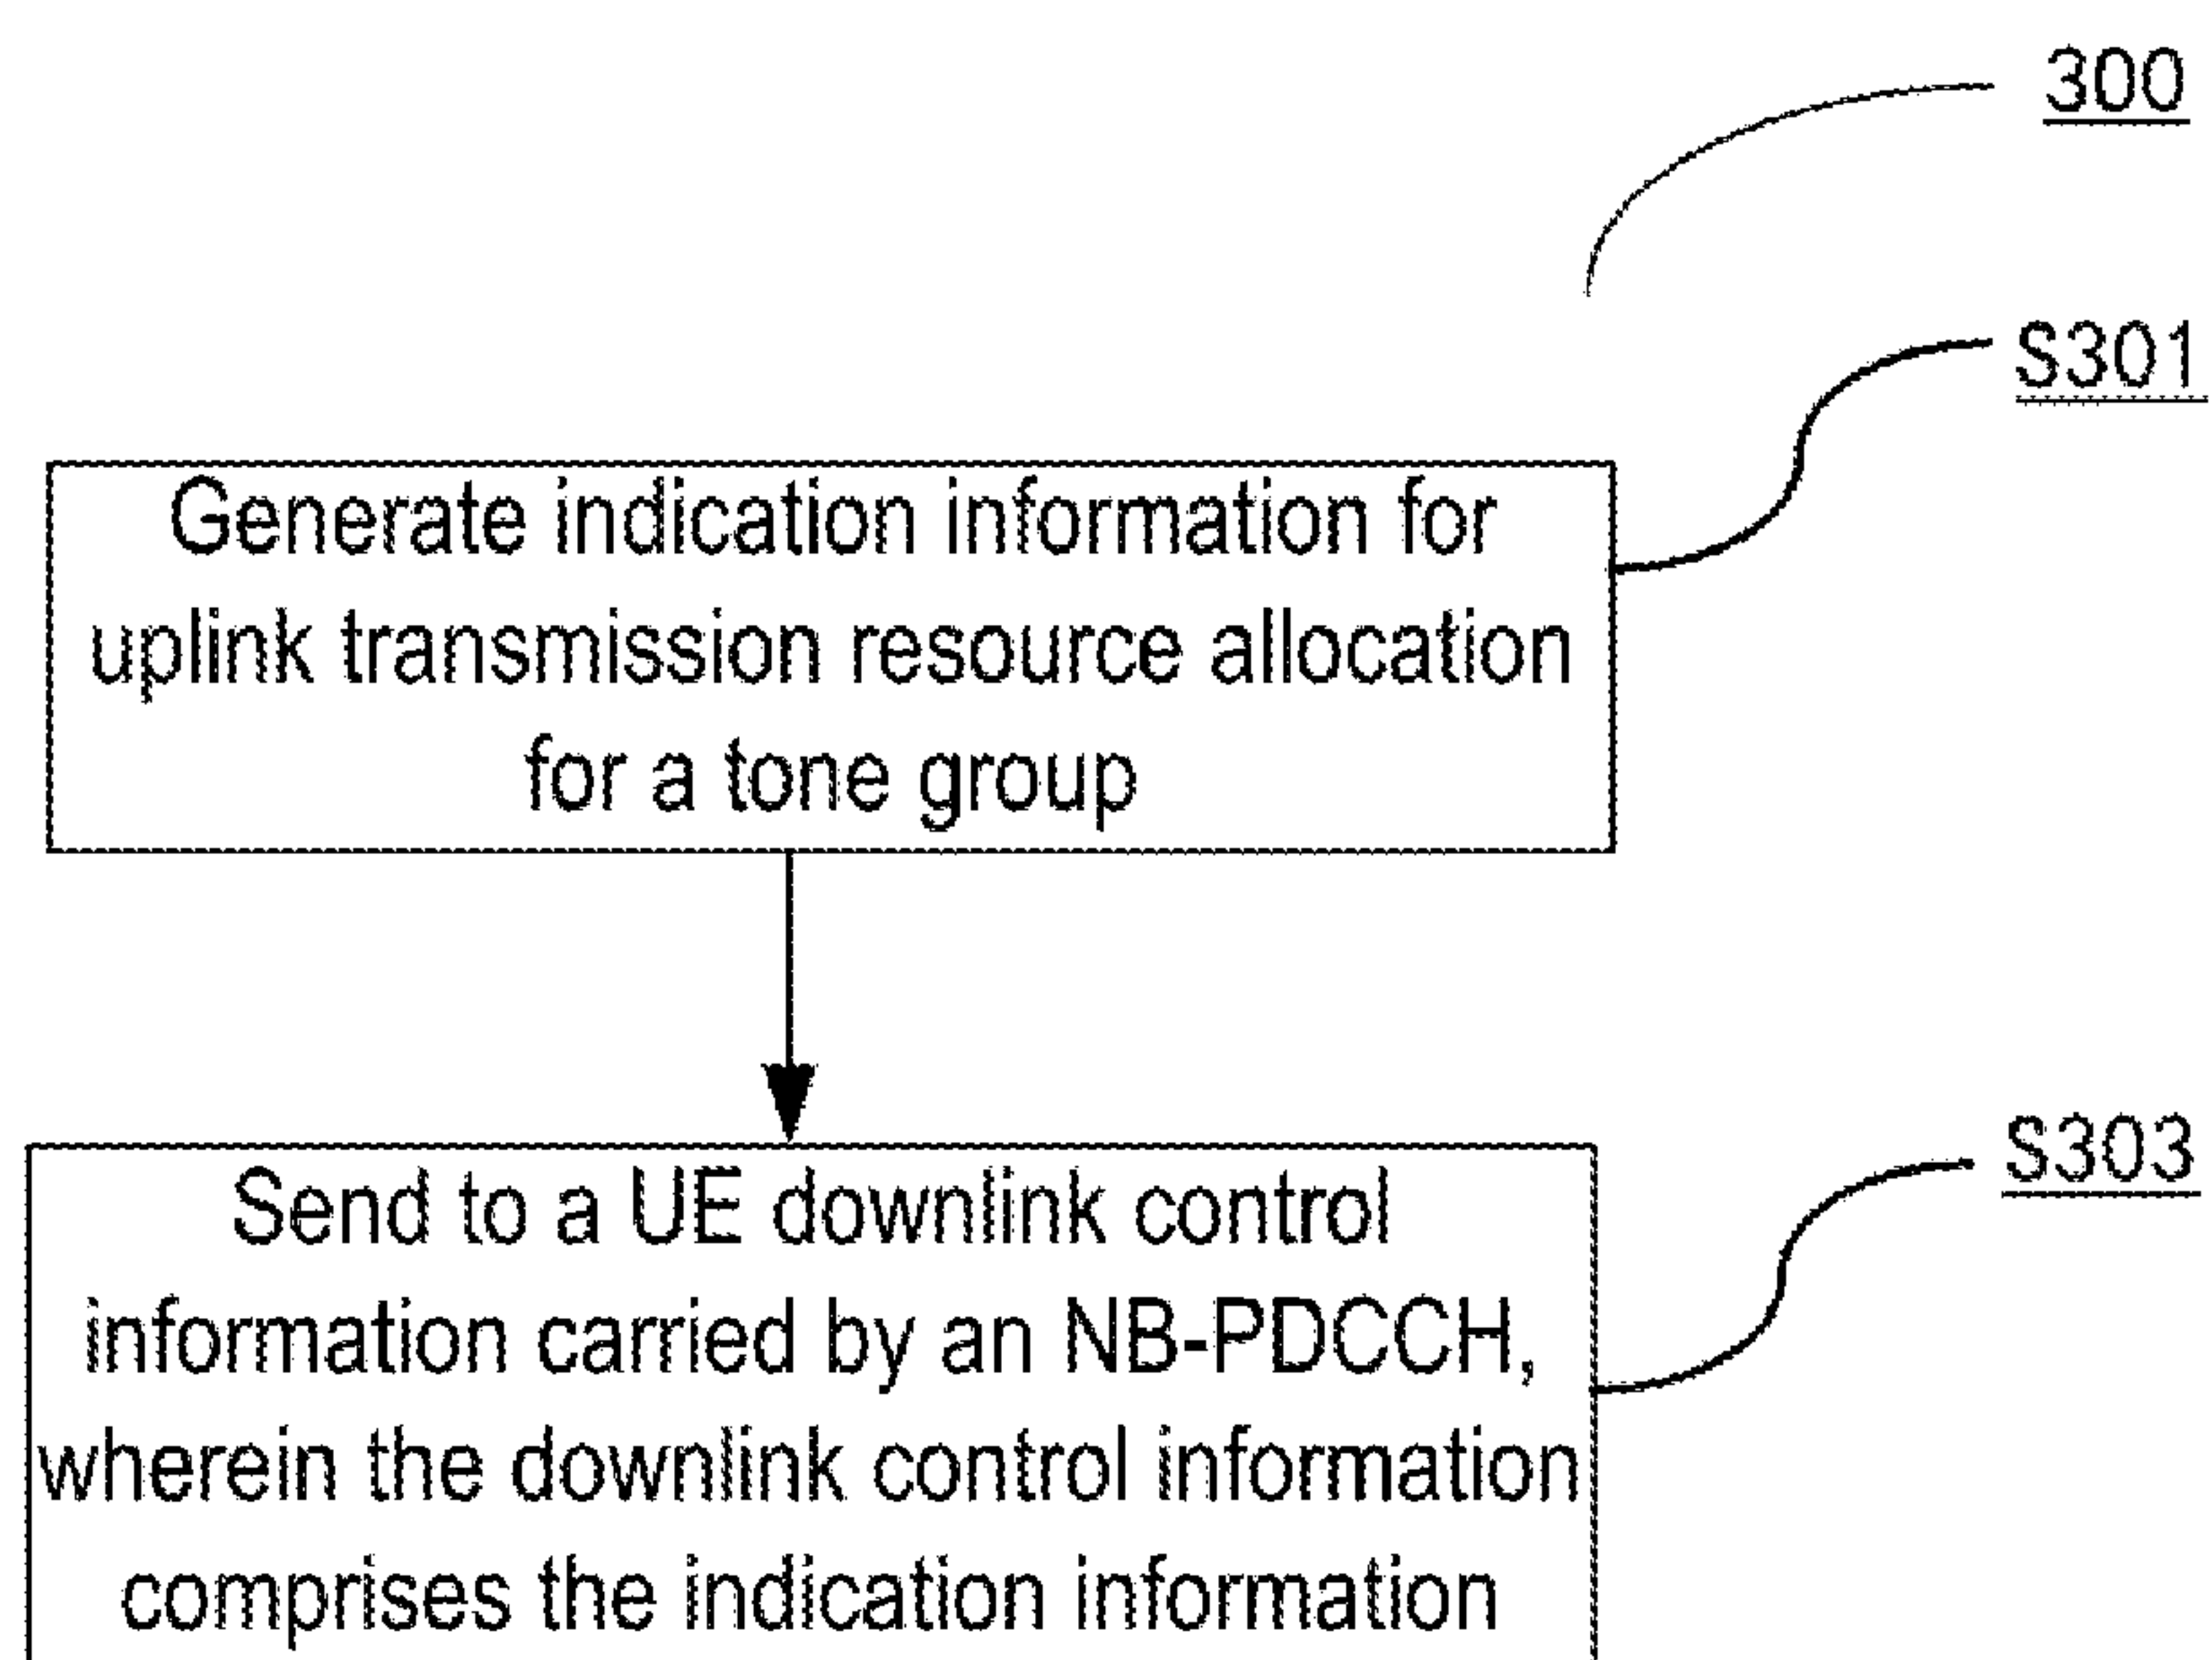 300
S301
Generate indication information for
uplink transmission resource allocation
for a tone group
S303
Send to a UE downlink control
information carried by an NB-PDCCH,
wherein the downlink control information
comprises the indication information